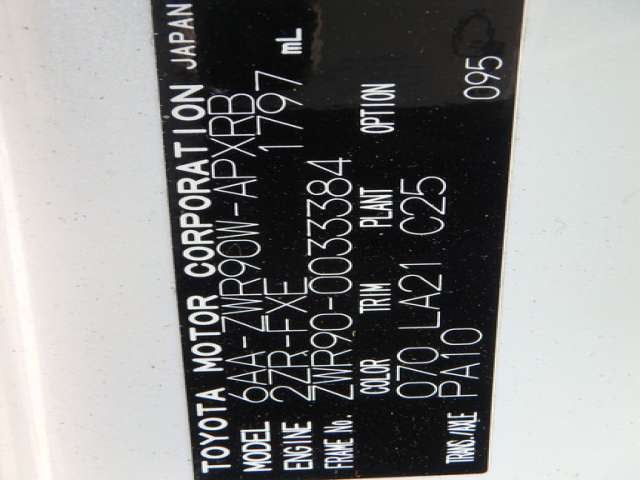 TOYOTA MOTOR CORPORATION JAPAN
MODEL 6AA-ZWR90W-APXRB
ENGINE 2ZR-FXE 1797 mL
FRAME No. ZWR90-0033384
COLOR TRIM PLANT OPTION
070 LA21 C25
TRANS./AXLE PA10 095